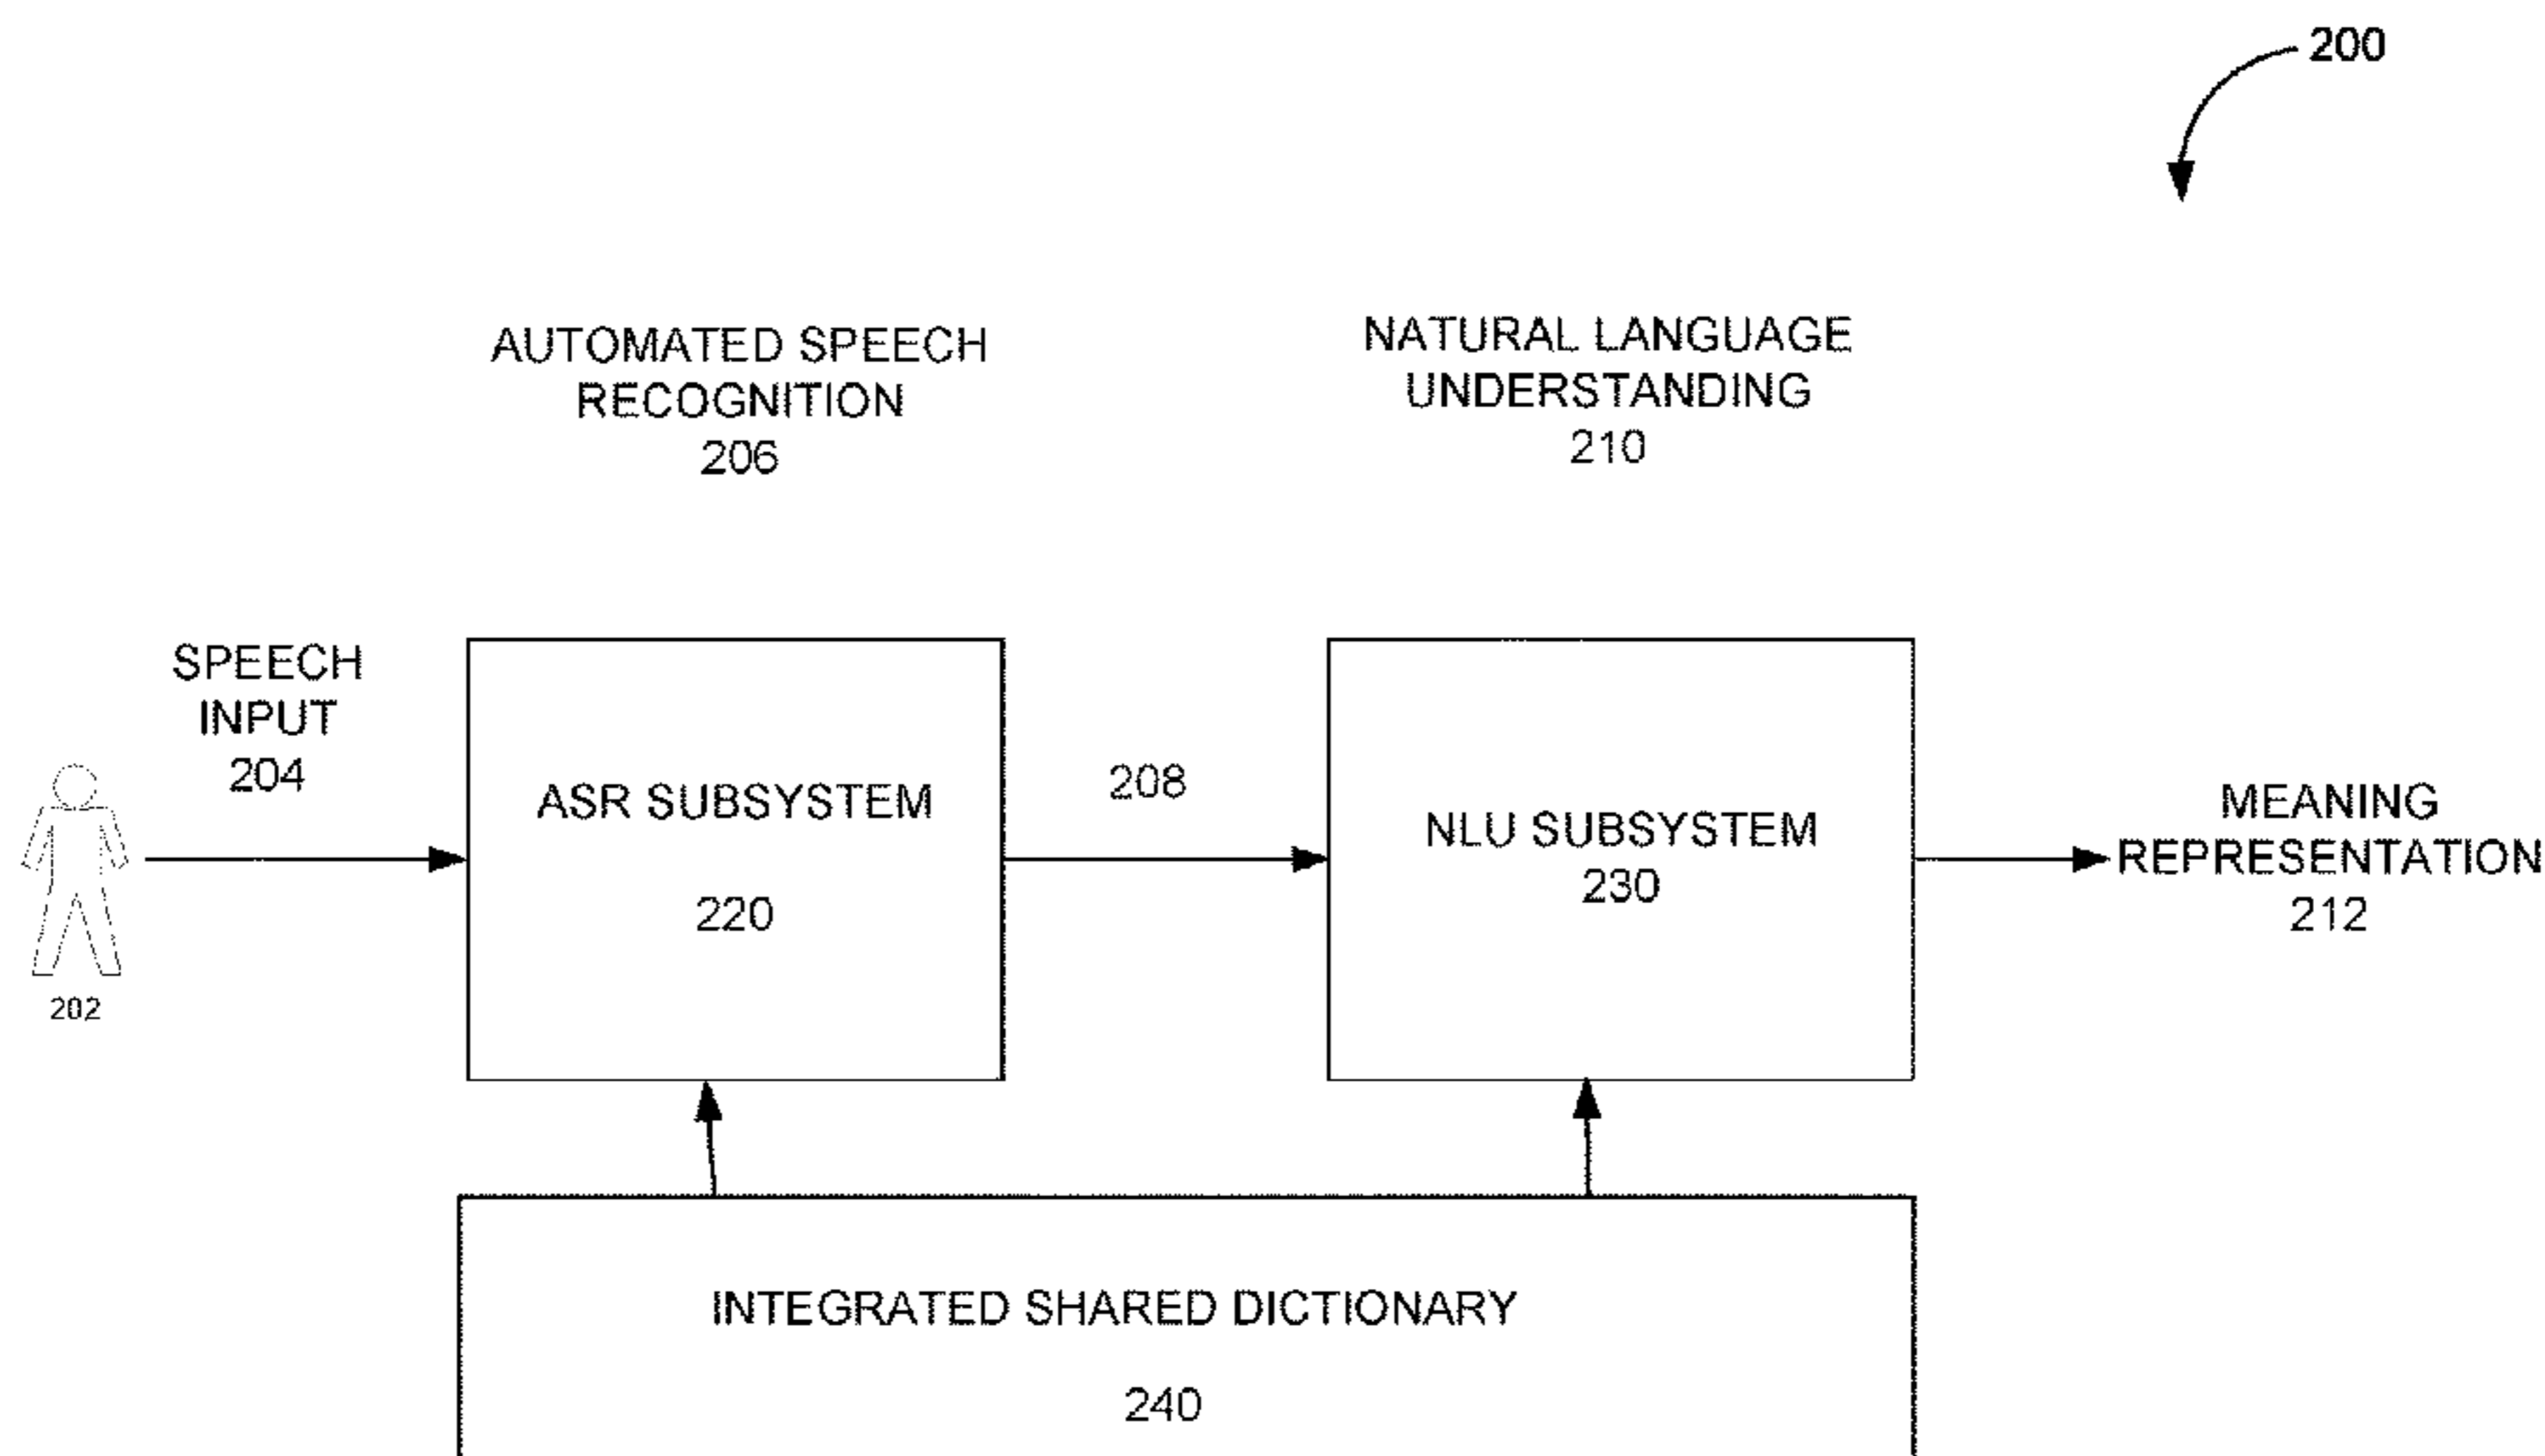 200
AUTOMATED SPEECH
RECOGNITION
206
NATURAL LANGUAGE
UNDERSTANDING
210
SPEECH
INPUT
204
202
ASR SUBSYSTEM
220
208
NLU SUBSYSTEM
230
MEANING
REPRESENTATION
212
INTEGRATED SHARED DICTIONARY
240